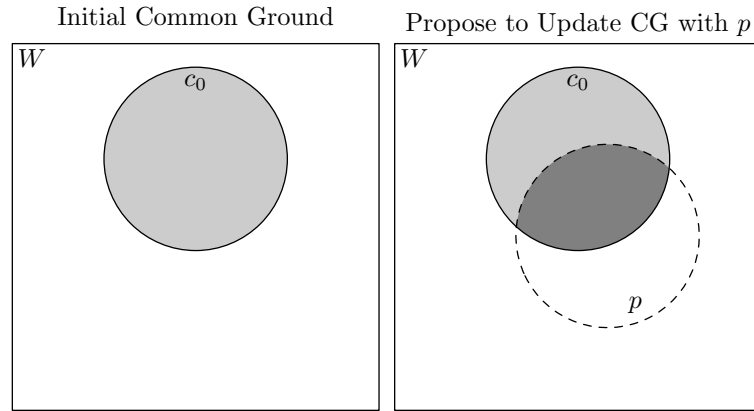 Initial Common Ground
W
c₀
Propose to Update CG with p
W
c₀
p